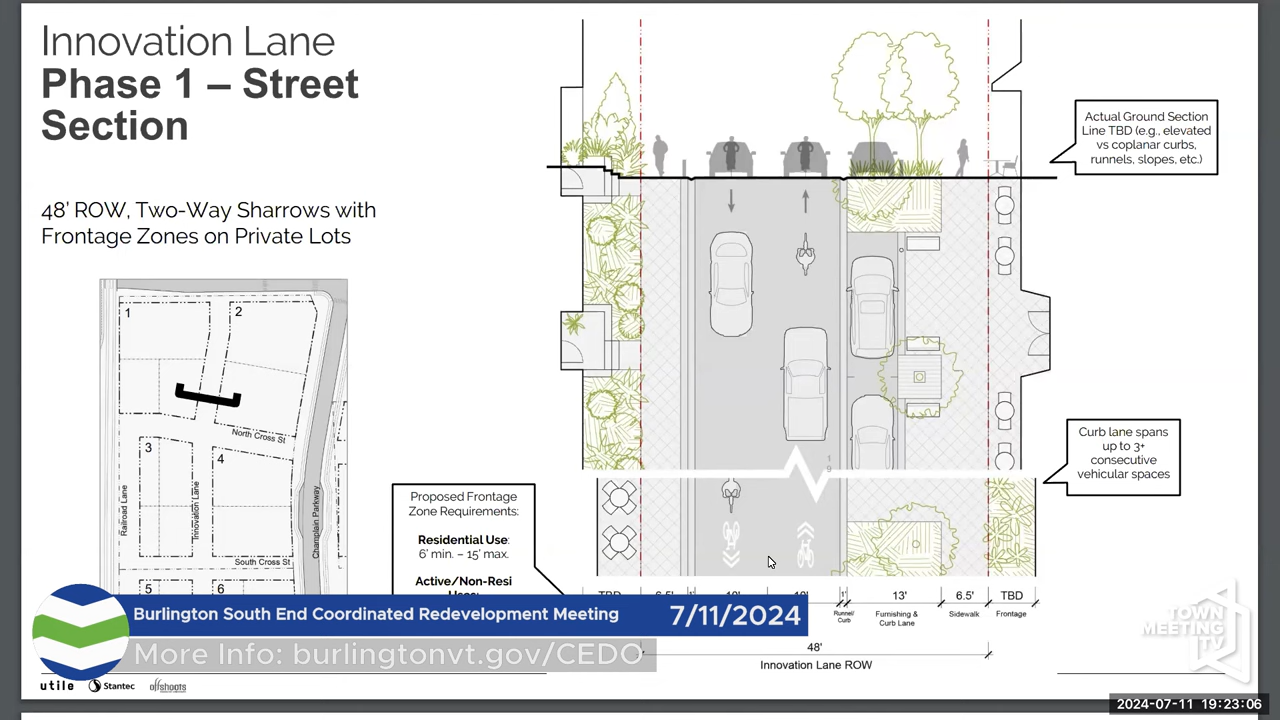 Innovation Lane
Phase 1 – Street
Section
48' ROW, Two-Way Sharrows with
Frontage Zones on Private Lots
Actual Ground Section
Line TBD (e.g., elevated
vs coplanar curbs,
runnels, slopes, etc.)
Curb lane spans
up to 3+
consecutive
vehicular spaces
1
2
3
4
5
6
North Cross St
South Cross St
Railroad Lane
Innovation Lane
Champlain Parkway
Proposed Frontage
Zone Requirements:
Residential Use:
6' min. – 15' max.
Active/Non-Resi
1'
13'
6.5'
TBD
Runnel/
Curb
Furnishing &
Curb Lane
Sidewalk
Frontage
48'
Innovation Lane ROW
Burlington South End Coordinated Redevelopment Meeting
7/11/2024
More Info: burlingtonvt.gov/CEDO
TOWN
MEETING
TV
utile
Stantec
offshoots
2024-07-11 19:23:06